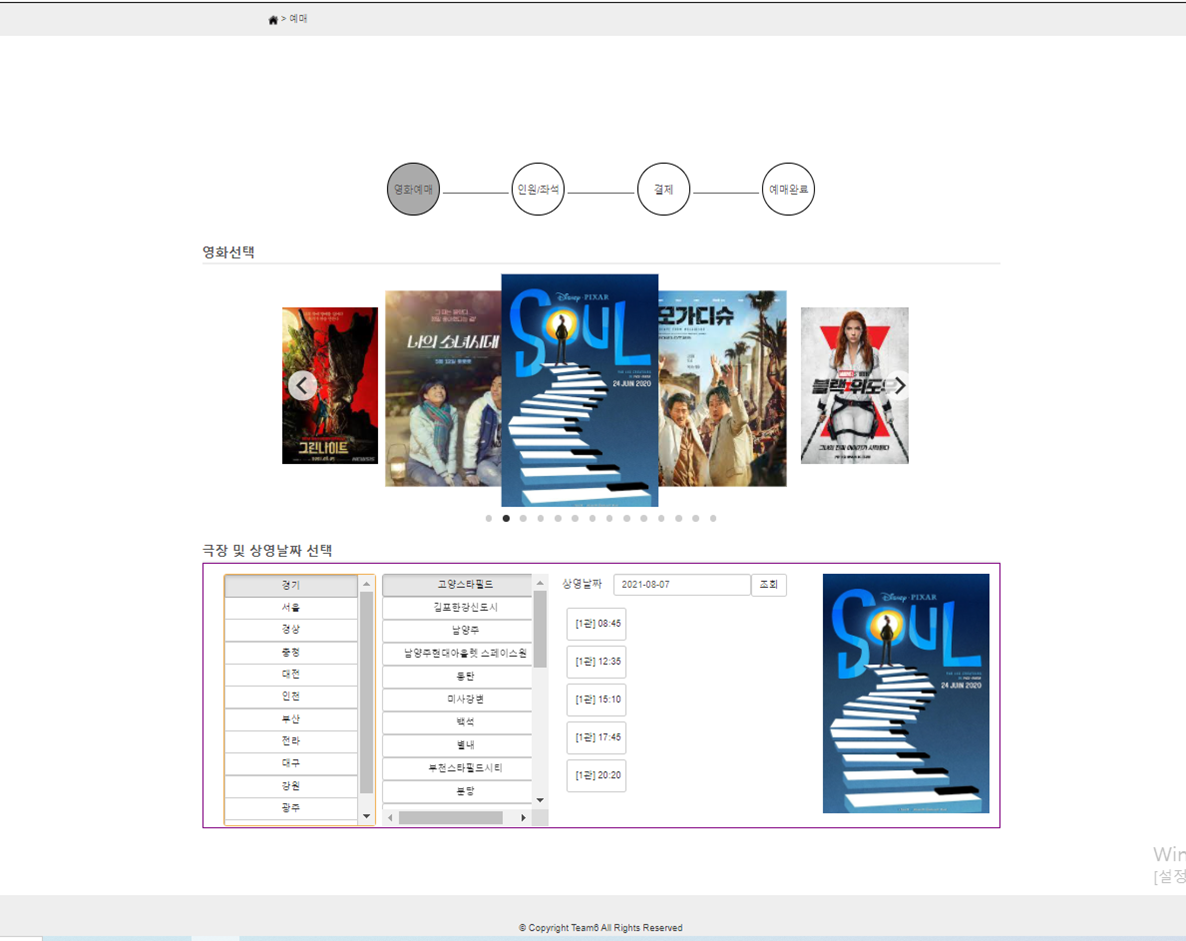 > 예매
영화예매
인원/좌석
결제
예매완료
영화선택
그린나이트
너의 소녀시대
Disney PIXAR
SOUL
24 JUIN 2020
모가디슈
블랙 위도우
극장 및 상영날짜 선택
경기
서울
경상
충청
대전
인천
부산
전라
대구
강원
광주
고양스타필드
김포한강신도시
남양주
남양주현대아울렛 스페이스원
동탄
미사강변
백석
별내
부천스타필드시티
분당
상영날짜
2021-08-07
조회
[1관] 08:45
[1관] 12:35
[1관] 15:10
[1관] 17:45
[1관] 20:20
Disney PIXAR
SOUL
24 JUIN 2020
Win
[설정
© Copyright Team6 All Rights Reserved